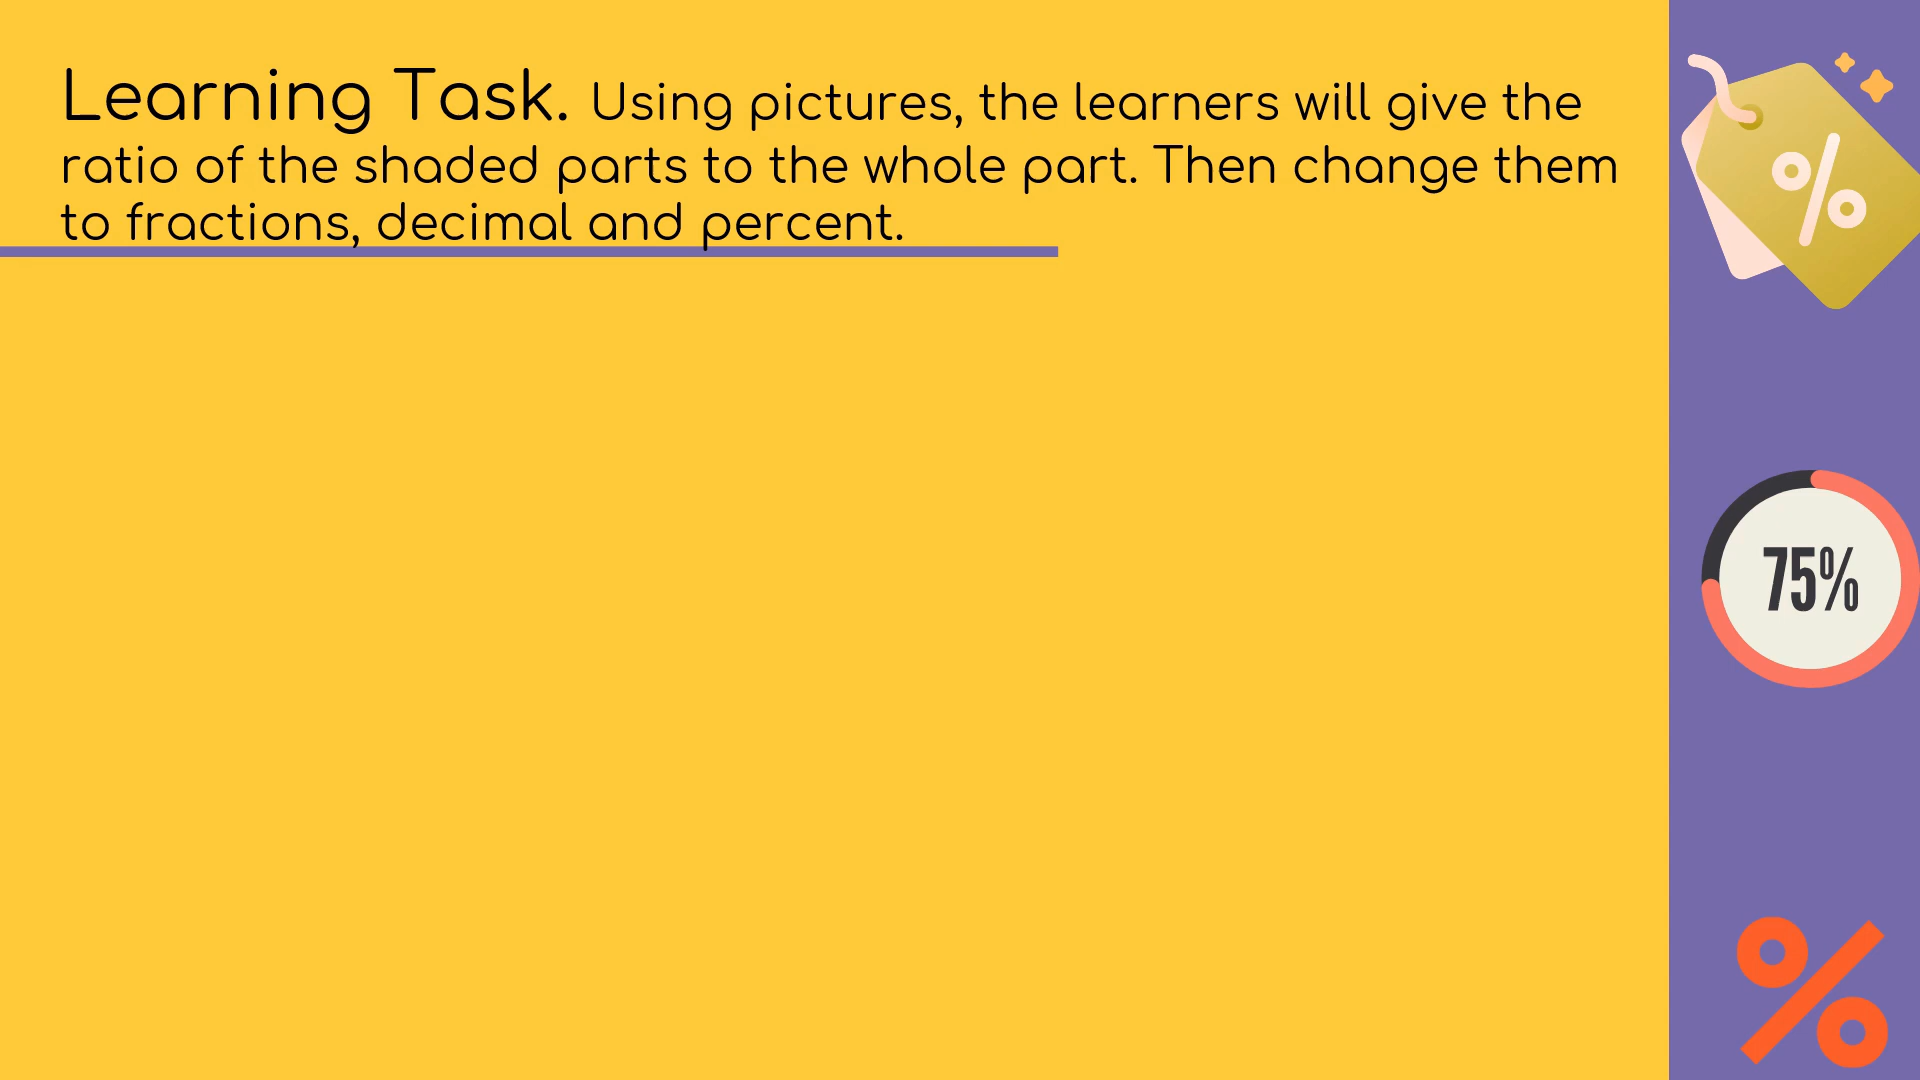 Learning Task. Using pictures, the learners will give the
ratio of the shaded parts to the whole part. Then change them
to fractions, decimal and percent.
%
75%
%